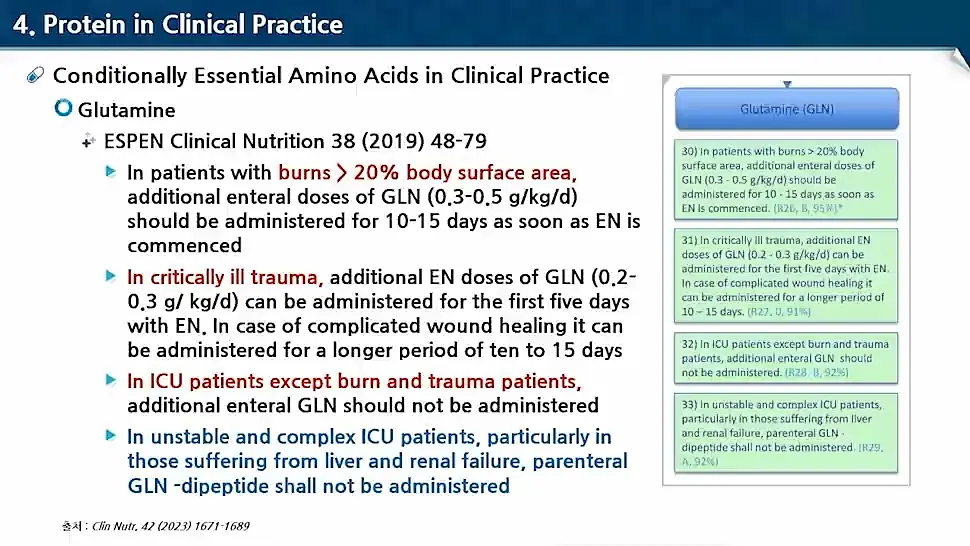 4. Protein in Clinical Practice
Conditionally Essential Amino Acids in Clinical Practice
Glutamine
ESPEN Clinical Nutrition 38 (2019) 48-79
In patients with burns > 20% body surface area,
additional enteral doses of GLN (0.3-0.5 g/kg/d)
should be administered for 10-15 days as soon as EN is
commenced
In critically ill trauma, additional EN doses of GLN (0.2-
0.3 g/ kg/d) can be administered for the first five days
with EN. In case of complicated wound healing it can
be administered for a longer period of ten to 15 days
In ICU patients except burn and trauma patients,
additional enteral GLN should not be administered
In unstable and complex ICU patients, particularly in
those suffering from liver and renal failure, parenteral
GLN -dipeptide shall not be administered
Glutamine (GLN)
30) In patients with burns > 20% body
surface area, additional enteral doses of
GLN (0.3 - 0.5 g/kg/d) should be
administered for 10 - 15 days as soon as
EN is commenced. (R26, B, 95%)*
31) In critically ill trauma, additional EN
doses of GLN (0.2 - 0.3 g/kg/d) can be
administered for the first five days with EN.
In case of complicated wound healing it
can be administered for a longer period of
10 – 15 days. (R27, 0, 91%)
32) In ICU patients except burn and trauma
patients, additional enteral GLN should
not be administered. (R28, B, 92%)
33) In unstable and complex ICU patients,
particularly in those suffering from liver
and renal failure, parenteral GLN -
dipeptide shall not be administered. (R29,
A, 92%)
출처 : Clin Nutr. 42 (2023) 1671-1689